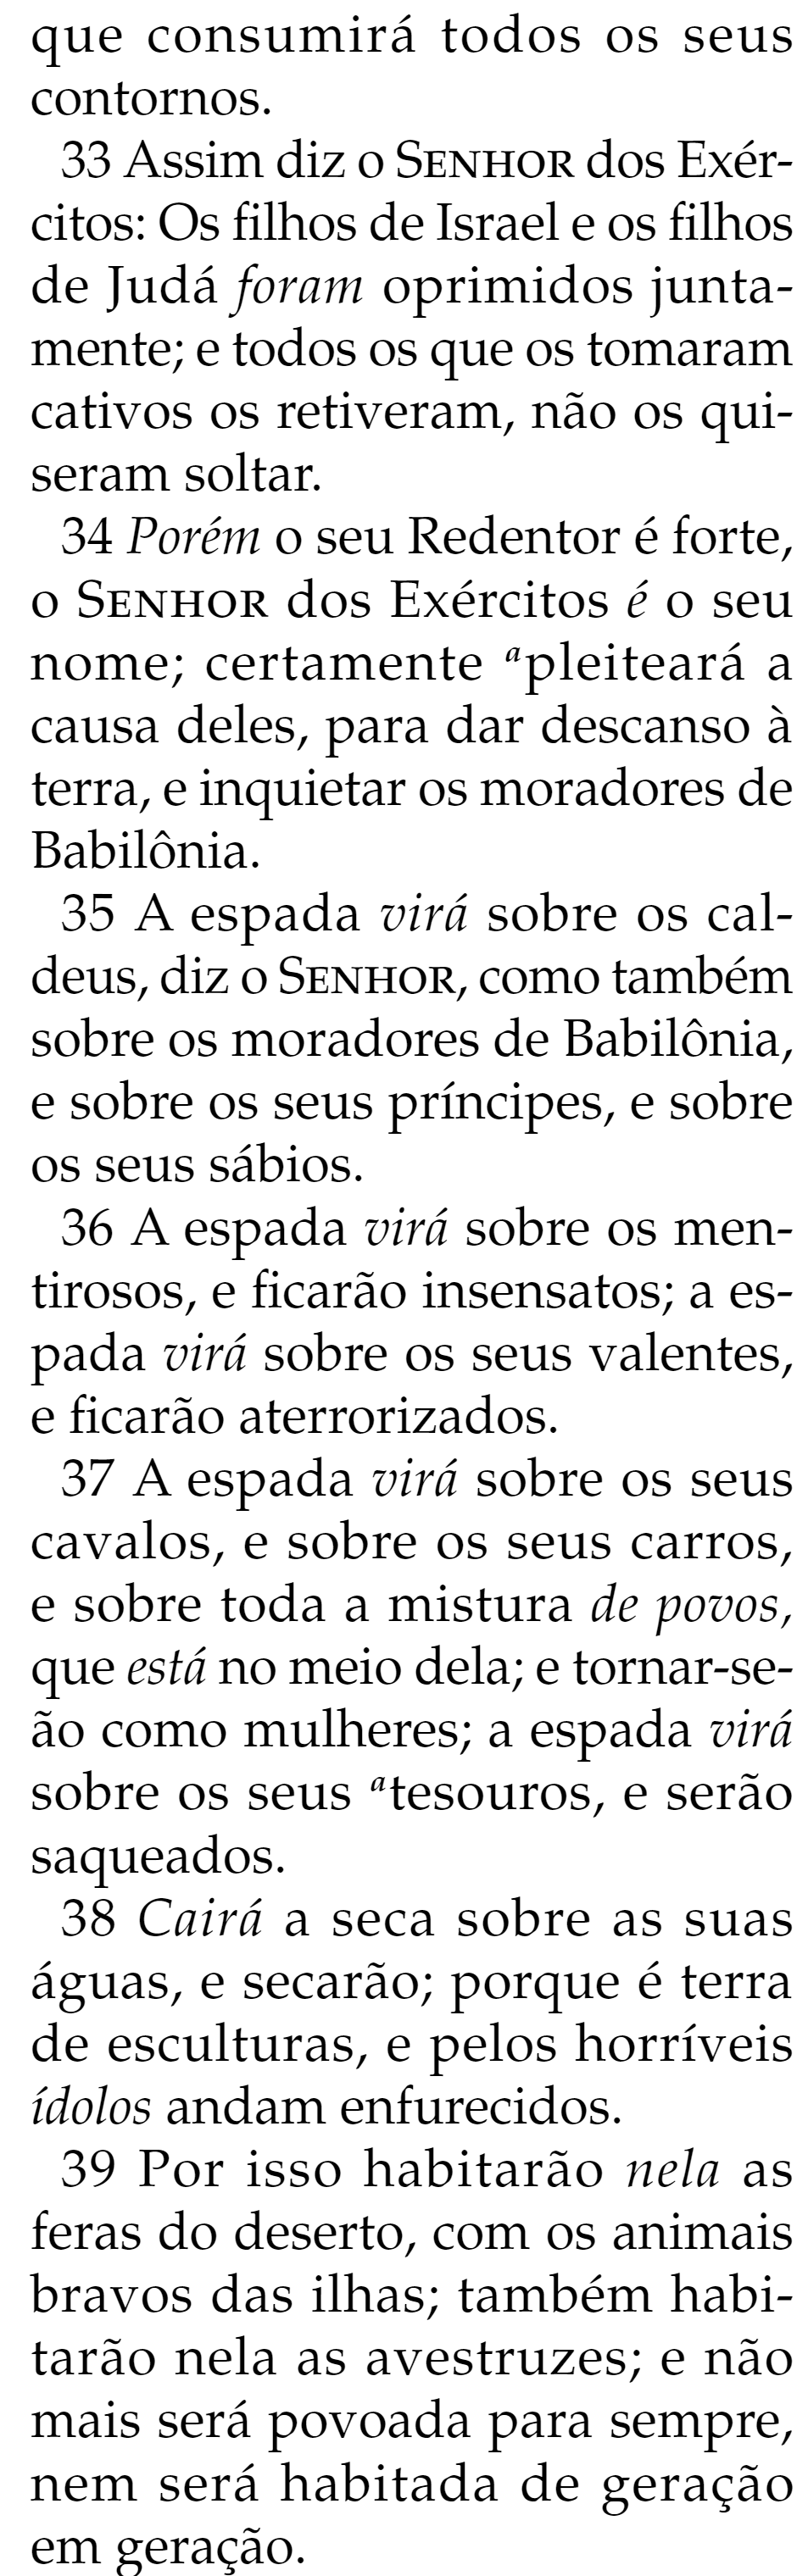 que consumirá todos os seus
contornos.
33 Assim diz o SENHOR dos Exér-
citos: Os filhos de Israel e os filhos
de Judá foram oprimidos junta-
mente; e todos os que os tomaram
cativos os retiveram, não os qui-
seram soltar.
34 Porém o seu Redentor é forte,
o SENHOR dos Exércitos é o seu
nome; certamente ᵃpleiteará a
causa deles, para dar descanso à
terra, e inquietar os moradores de
Babilônia.
35 A espada virá sobre os cal-
deus, diz o SENHOR, como também
sobre os moradores de Babilônia,
e sobre os seus príncipes, e sobre
os seus sábios.
36 A espada virá sobre os men-
tirosos, e ficarão insensatos; a es-
pada virá sobre os seus valentes,
e ficarão aterrorizados.
37 A espada virá sobre os seus
cavalos, e sobre os seus carros,
e sobre toda a mistura de povos,
que está no meio dela; e tornar-se-
ão como mulheres; a espada virá
sobre os seus ᵃtesouros, e serão
saqueados.
38 Cairá a seca sobre as suas
águas, e secarão; porque é terra
de esculturas, e pelos horríveis
ídolos andam enfurecidos.
39 Por isso habitarão nela as
feras do deserto, com os animais
bravos das ilhas; também habi-
tarão nela as avestruzes; e não
mais será povoada para sempre,
nem será habitada de geração
em geração.